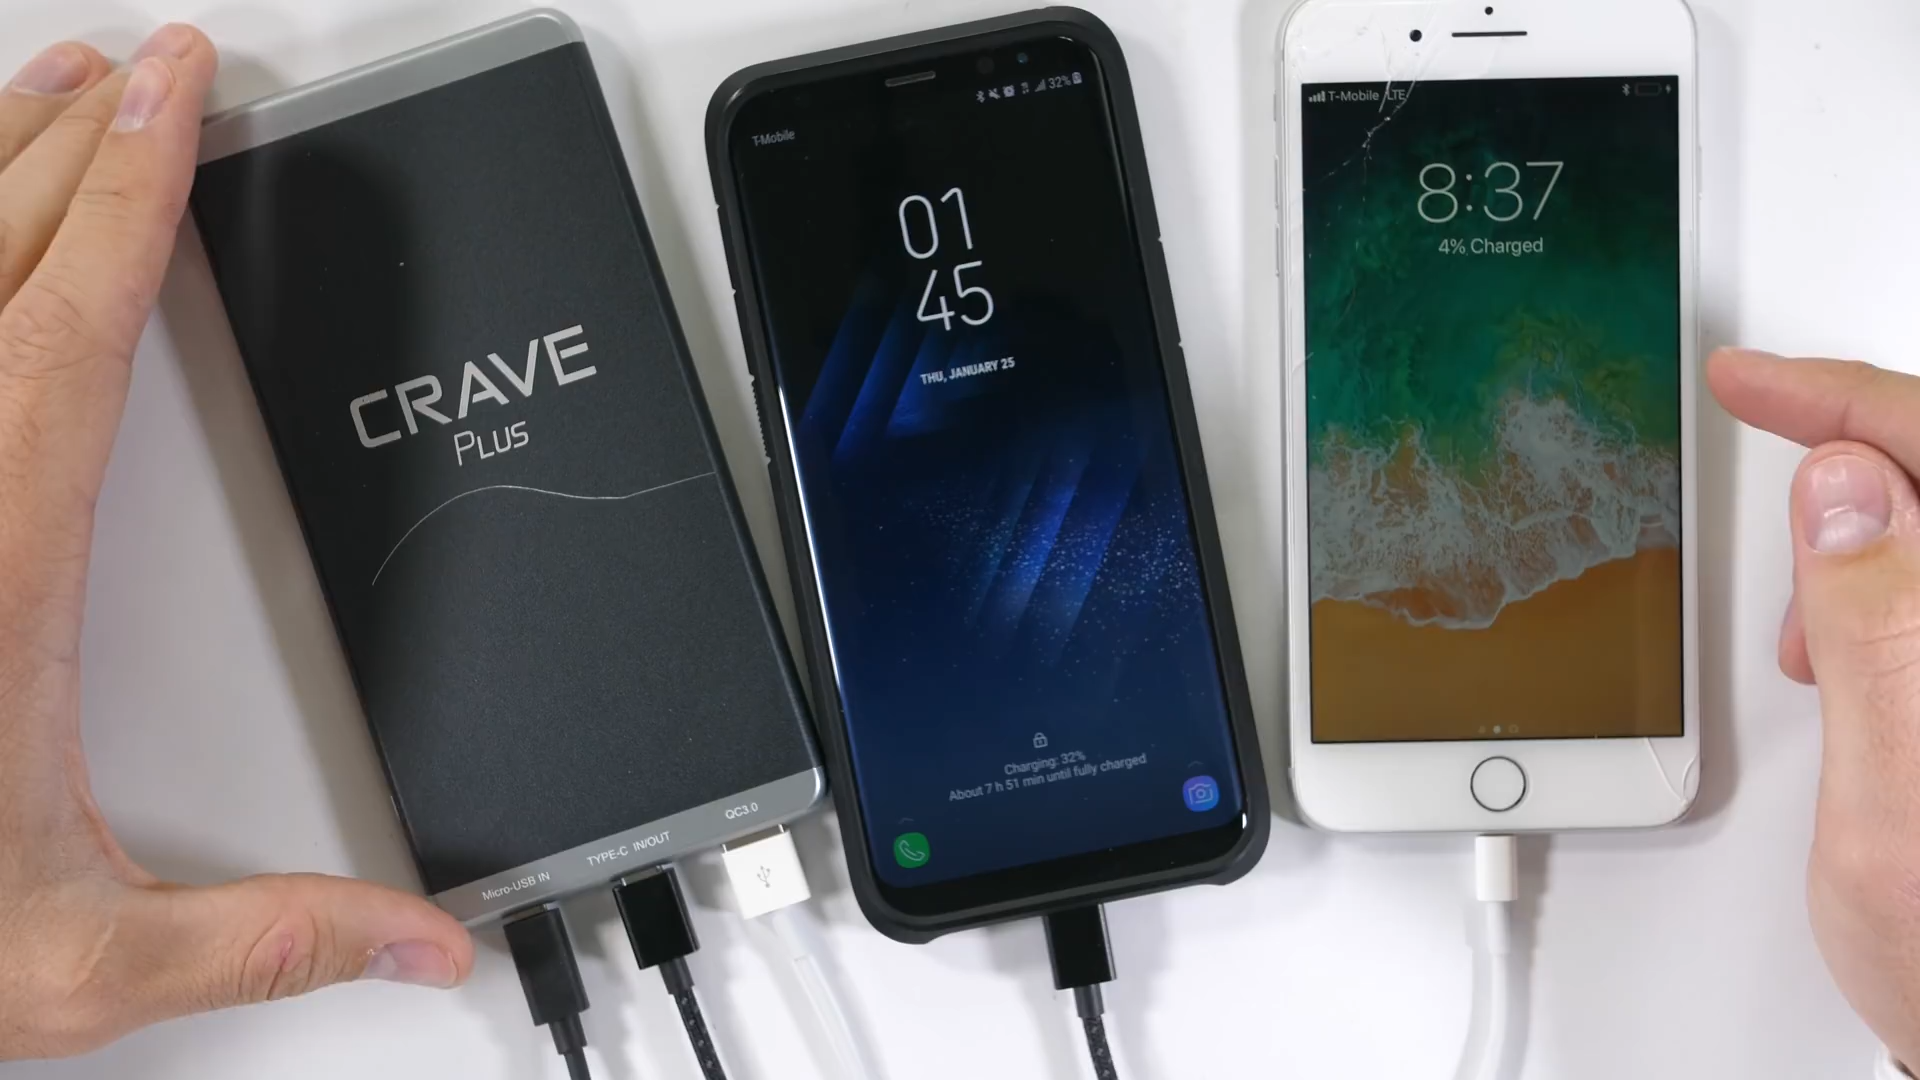 CRAVE
PLUS
Micro-USB IN
TYPE-C IN/OUT
QC3.0
32%
T-Mobile
01
45
THU, JANUARY 25
Charging: 32%
About 7 h 51 min until fully charged
T-Mobile LTE
8:37
4% Charged